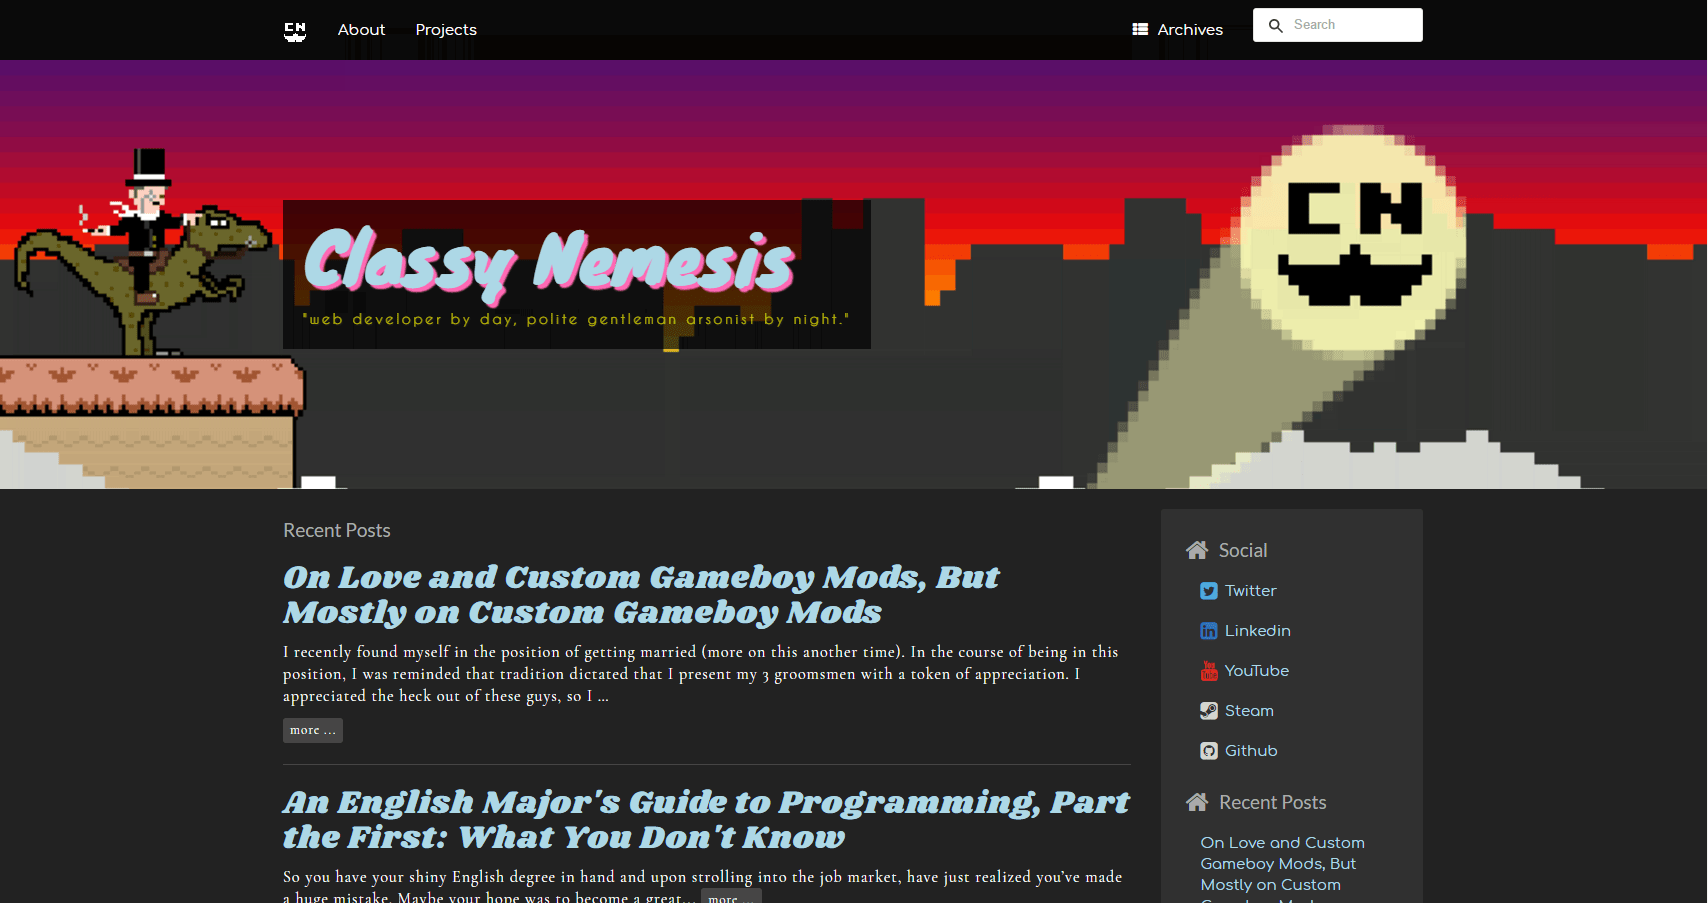 CN
About
Projects
Archives
Search
CN
Classy Nemesis
"web developer by day, polite gentleman arsonist by night."
Recent Posts
On Love and Custom Gameboy Mods, But
Mostly on Custom Gameboy Mods
I recently found myself in the position of getting married (more on this another time). In the course of being in this
position, I was reminded that tradition dictated that I present my 3 groomsmen with a token of appreciation. I
appreciated the heck out of these guys, so I ...
more ...
An English Major's Guide to Programming, Part
the First: What You Don't Know
So you have your shiny English degree in hand and upon strolling into the job market, have just realized you've made
a huge mistake. Maybe your hope was to become a great... more ...
Social
Twitter
Linkedin
YouTube
Steam
Github
Recent Posts
On Love and Custom
Gameboy Mods, But
Mostly on Custom